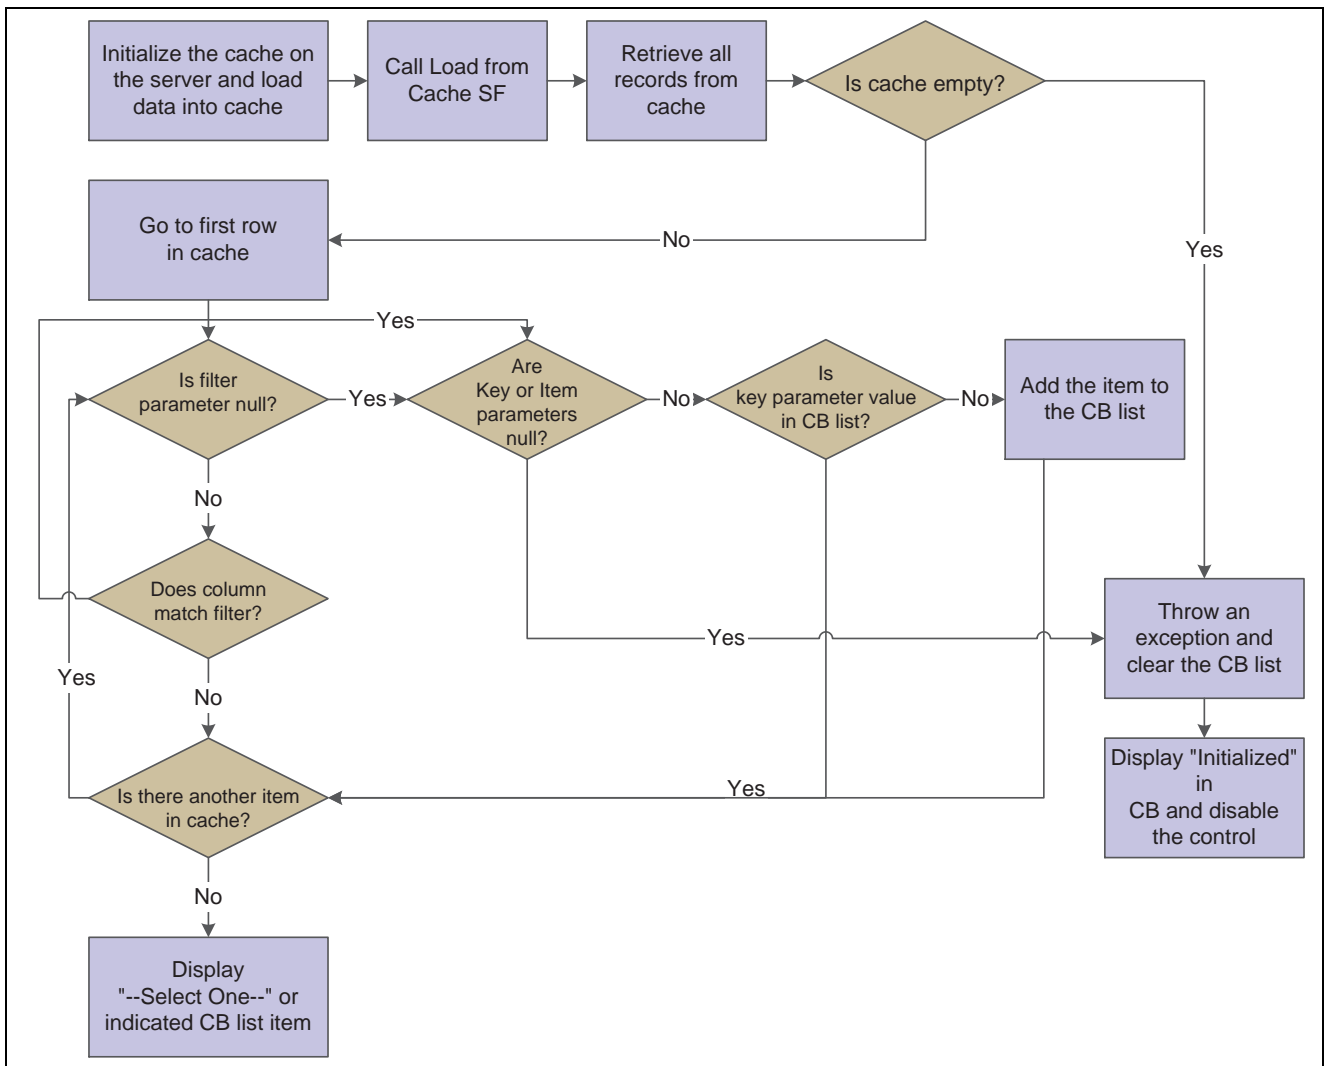 Initialize the cache on
the server and load
data into cache
Call Load from
Cache SF
Retrieve all
records from
cache
Is cache empty?
Go to first row
in cache
No
Yes
Yes
Is filter
parameter null?
Yes
Are
Key or Item
parameters
null?
No
Is
key parameter value
in CB list?
No
Add the item to
the CB list
No
Does column
match filter?
Yes
Throw an
exception and
clear the CB list
Yes
No
Is there another item
in cache?
Yes
Display "Initialized"
in
CB and disable
the control
No
Display
"--Select One--" or
indicated CB list item